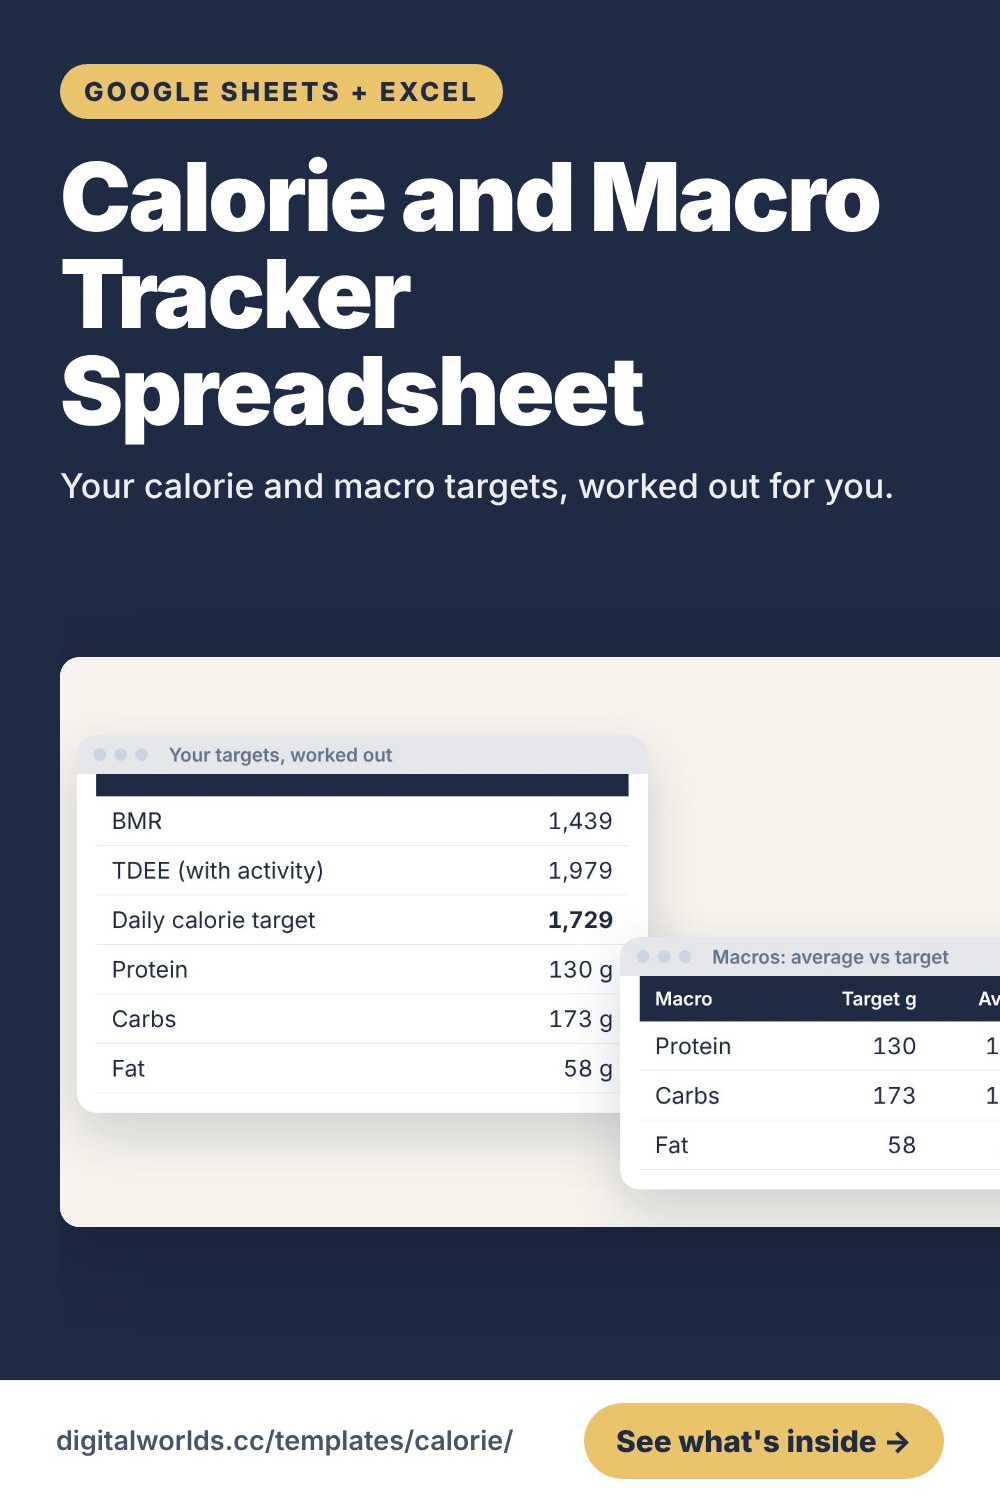 GOOGLE SHEETS + EXCEL
Calorie and Macro
Tracker
Spreadsheet
Your calorie and macro targets, worked out for you.
Your targets, worked out
BMR 1,439
TDEE (with activity) 1,979
Daily calorie target 1,729
Protein 130 g
Carbs 173 g
Fat 58 g
Macros: average vs target
Macro Target g
Protein 130
Carbs 173
Fat 58
digitalworlds.cc/templates/calorie/
See what's inside →